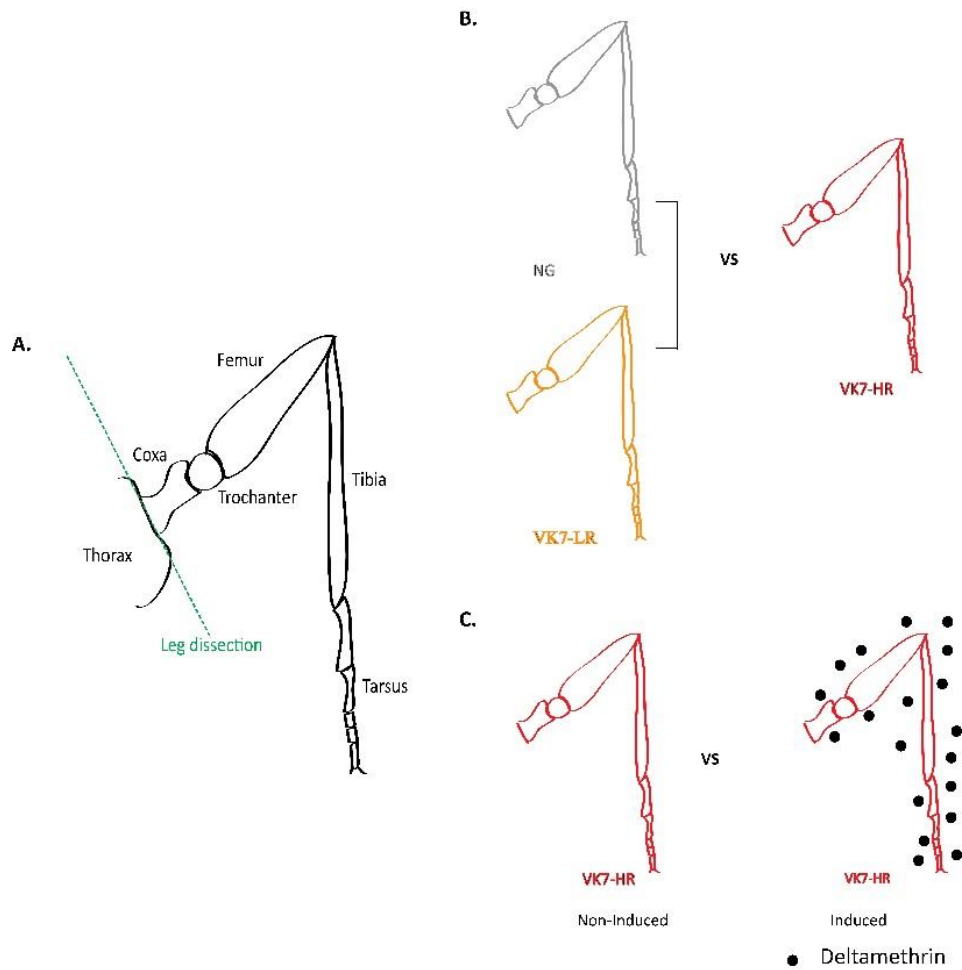 A.
Femur
Coxa
Trochanter
Tibia
Thorax
Leg dissection
Tarsus
B.
NG
VS
VK7-HR
VK7-LR
C.
VK7-HR
VS
VK7-HR
Non-Induced
Induced
Deltamethrin